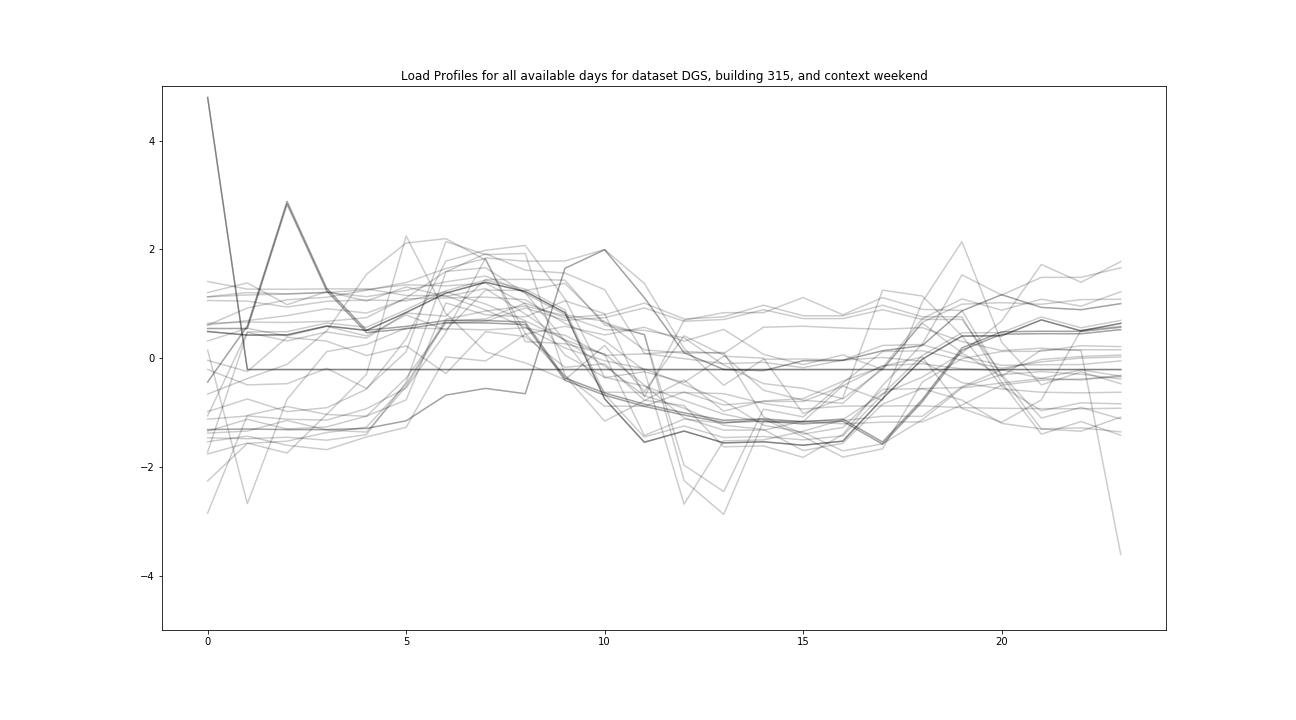 Load Profiles for all available days for dataset DGS, building 315, and context weekend
4
2
0
−2
−4
0 5 10 15 20